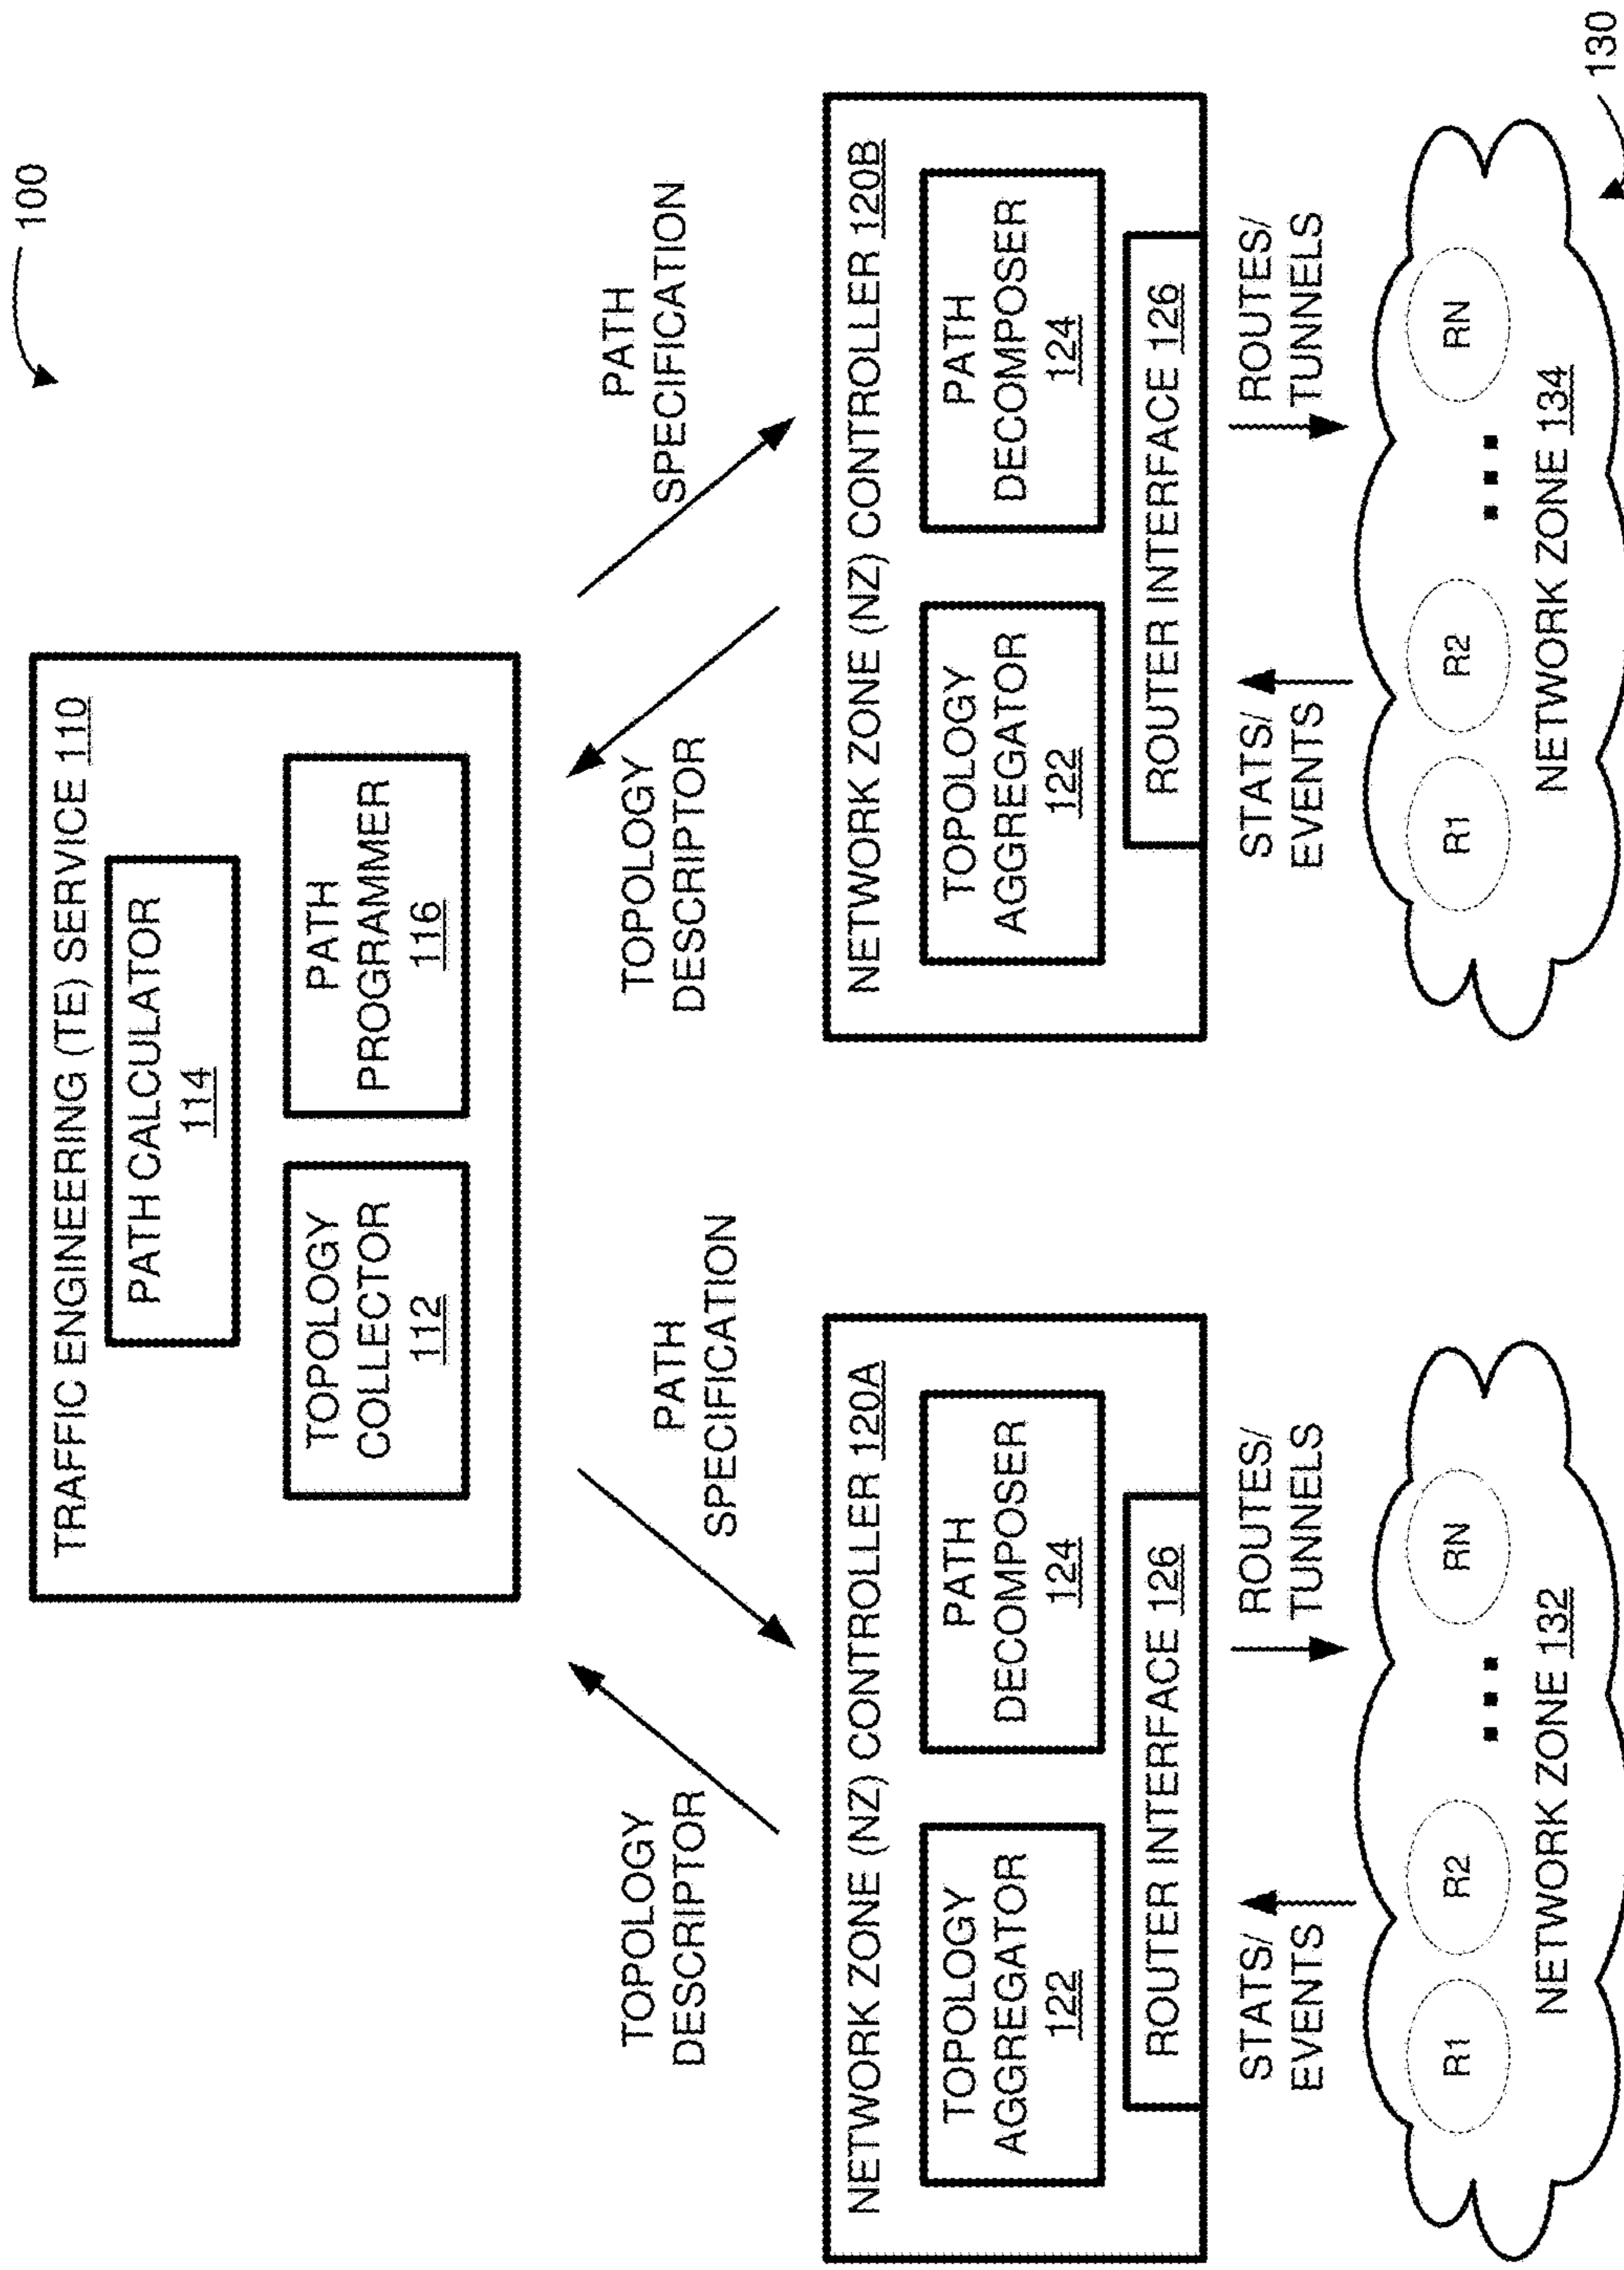 100
TRAFFIC ENGINEERING (TE) SERVICE 110
PATH CALCULATOR
114
TOPOLOGY
COLLECTOR
112
PATH
PROGRAMMER
116
TOPOLOGY
DESCRIPTOR
PATH
SPECIFICATION
TOPOLOGY
DESCRIPTOR
PATH
SPECIFICATION
NETWORK ZONE (NZ) CONTROLLER 120A
TOPOLOGY
AGGREGATOR
122
PATH
DECOMPOSER
124
ROUTER INTERFACE 126
STATS/
EVENTS
ROUTES/
TUNNELS
R1
R2
RN
NETWORK ZONE 132
NETWORK ZONE (NZ) CONTROLLER 120B
TOPOLOGY
AGGREGATOR
122
PATH
DECOMPOSER
124
ROUTER INTERFACE 126
STATS/
EVENTS
ROUTES/
TUNNELS
R1
R2
RN
NETWORK ZONE 134
130